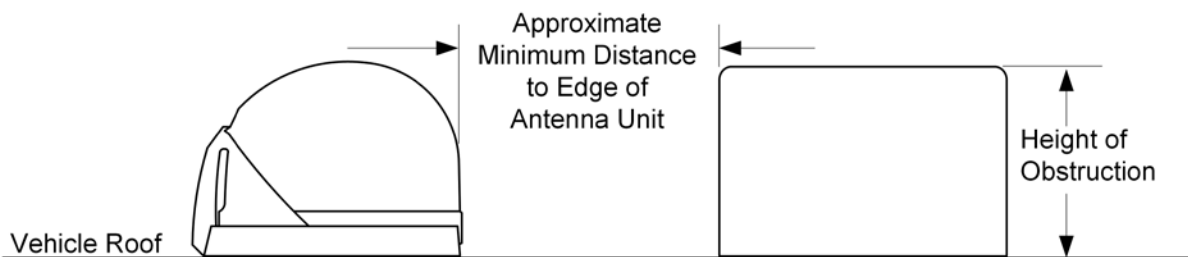 Approximate
Minimum Distance
to Edge of
Antenna Unit
Height of
Obstruction
Vehicle Roof